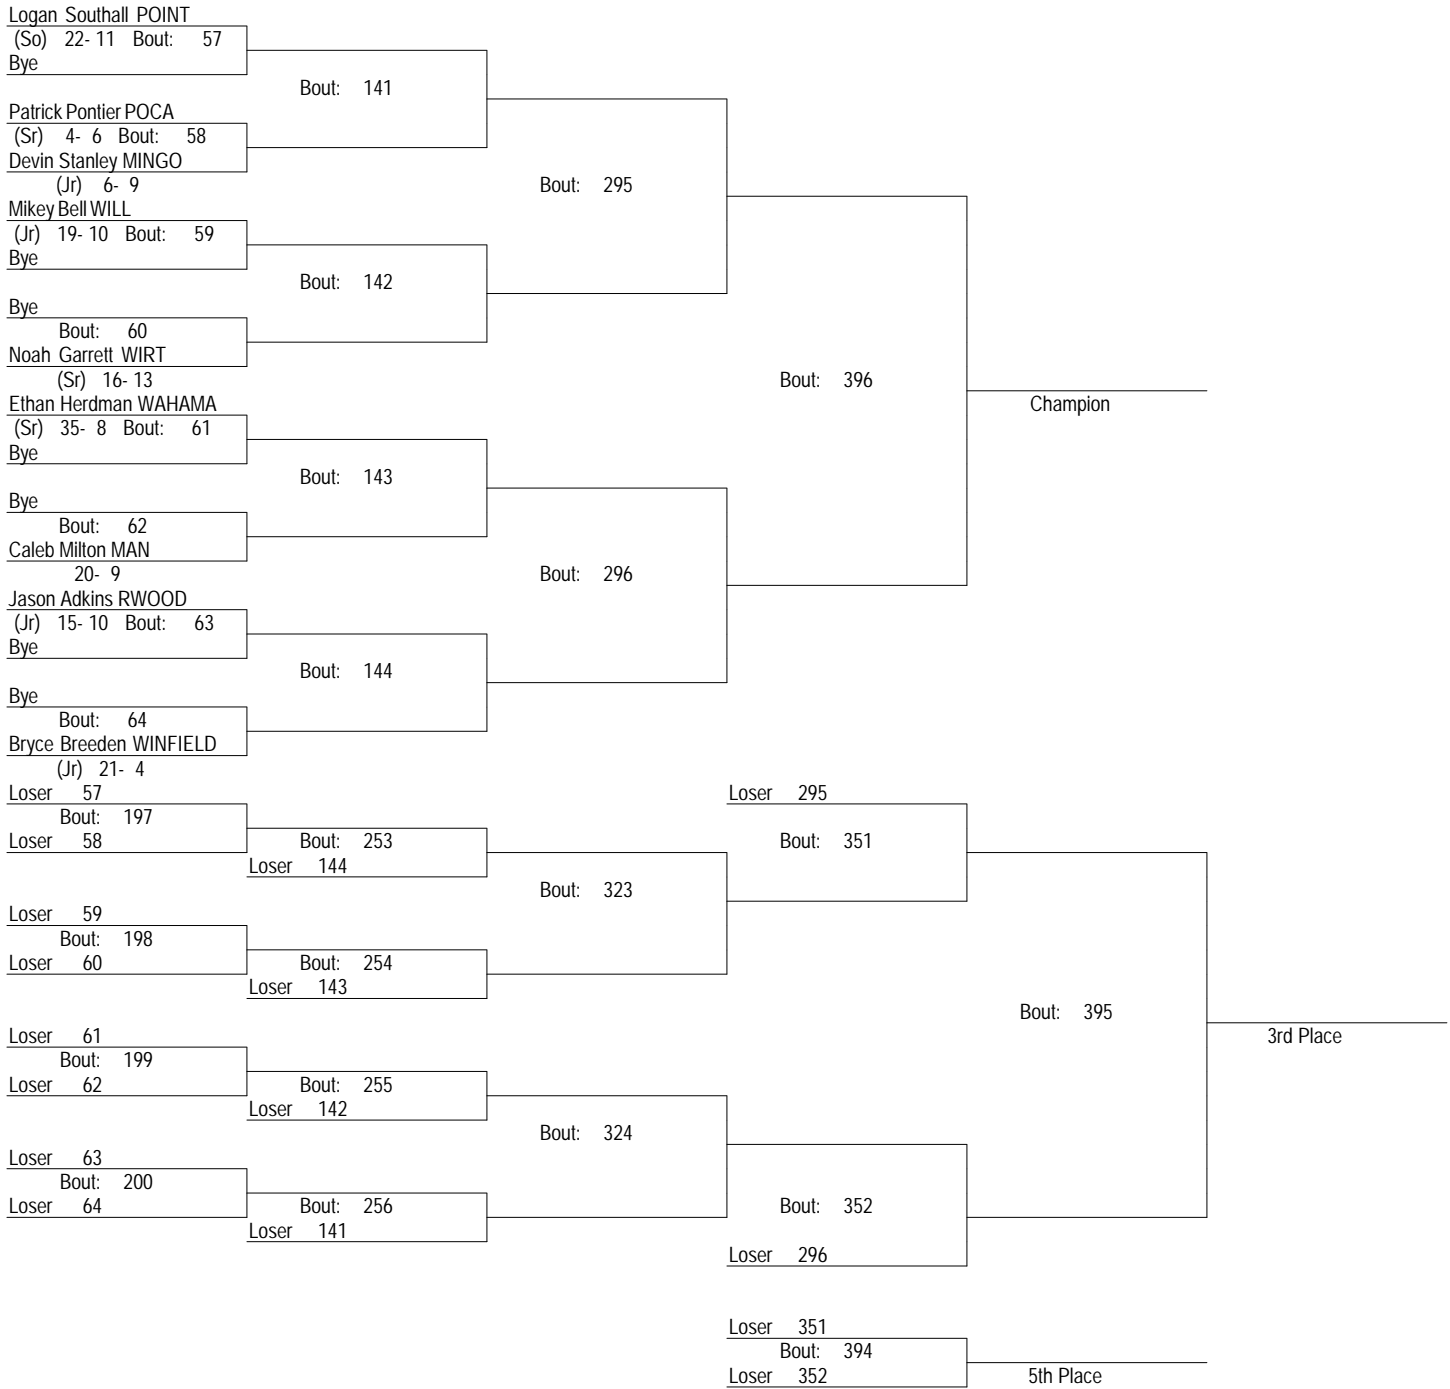 Logan Southall POINT
(So) 22- 11 Bout: 57
Bye
Bout: 141
Patrick Pontier POCA
(Sr) 4- 6 Bout: 58
Devin Stanley MINGO
(Jr) 6- 9
Bout: 295
Mikey Bell WILL
(Jr) 19- 10 Bout: 59
Bye
Bout: 142
Bye
Bout: 60
Noah Garrett WIRT
(Sr) 16- 13
Bout: 396
Champion
Ethan Herdman WAHAMA
(Sr) 35- 8 Bout: 61
Bye
Bout: 143
Bye
Bout: 62
Caleb Milton MAN
20- 9
Bout: 296
Jason Adkins RWOOD
(Jr) 15- 10 Bout: 63
Bye
Bout: 144
Bye
Bout: 64
Bryce Breeden WINFIELD
(Jr) 21- 4
Loser 57
Bout: 197
Loser 58
Bout: 253
Loser 144
Loser 295
Bout: 351
Bout: 323
Loser 59
Bout: 198
Loser 60
Bout: 254
Loser 143
Bout: 395
3rd Place
Loser 61
Bout: 199
Loser 62
Bout: 255
Loser 142
Bout: 324
Loser 63
Bout: 200
Loser 64
Bout: 256
Loser 141
Bout: 352
Loser 296
Loser 351
Bout: 394
Loser 352
5th Place